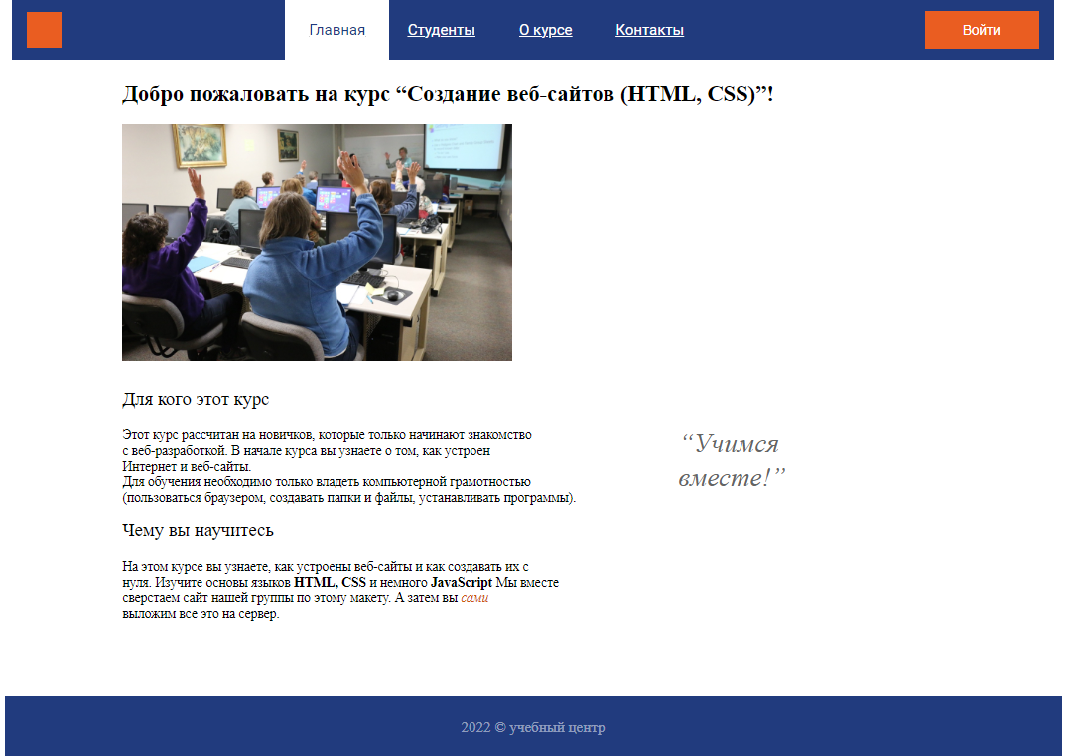 Главная Студенты О курсе Контакты Войти
Добро пожаловать на курс “Создание веб-сайтов (HTML, CSS)”!
Для кого этот курс
Этот курс рассчитан на новичков, которые только начинают знакомство
с веб-разработкой. В начале курса вы узнаете о том, как устроен
Интернет и веб-сайты.
Для обучения необходимо только владеть компьютерной грамотностью
(пользоваться браузером, создавать папки и файлы, устанавливать программы).
“Учимся
вместе!”
Чему вы научитесь
На этом курсе вы узнаете, как устроены веб-сайты и как создавать их с
нуля. Изучите основы языков HTML, CSS и немного JavaScript Мы вместе
сверстаем сайт нашей группы по этому макету. А затем вы сами
выложим все это на сервер.
2022 © учебный центр